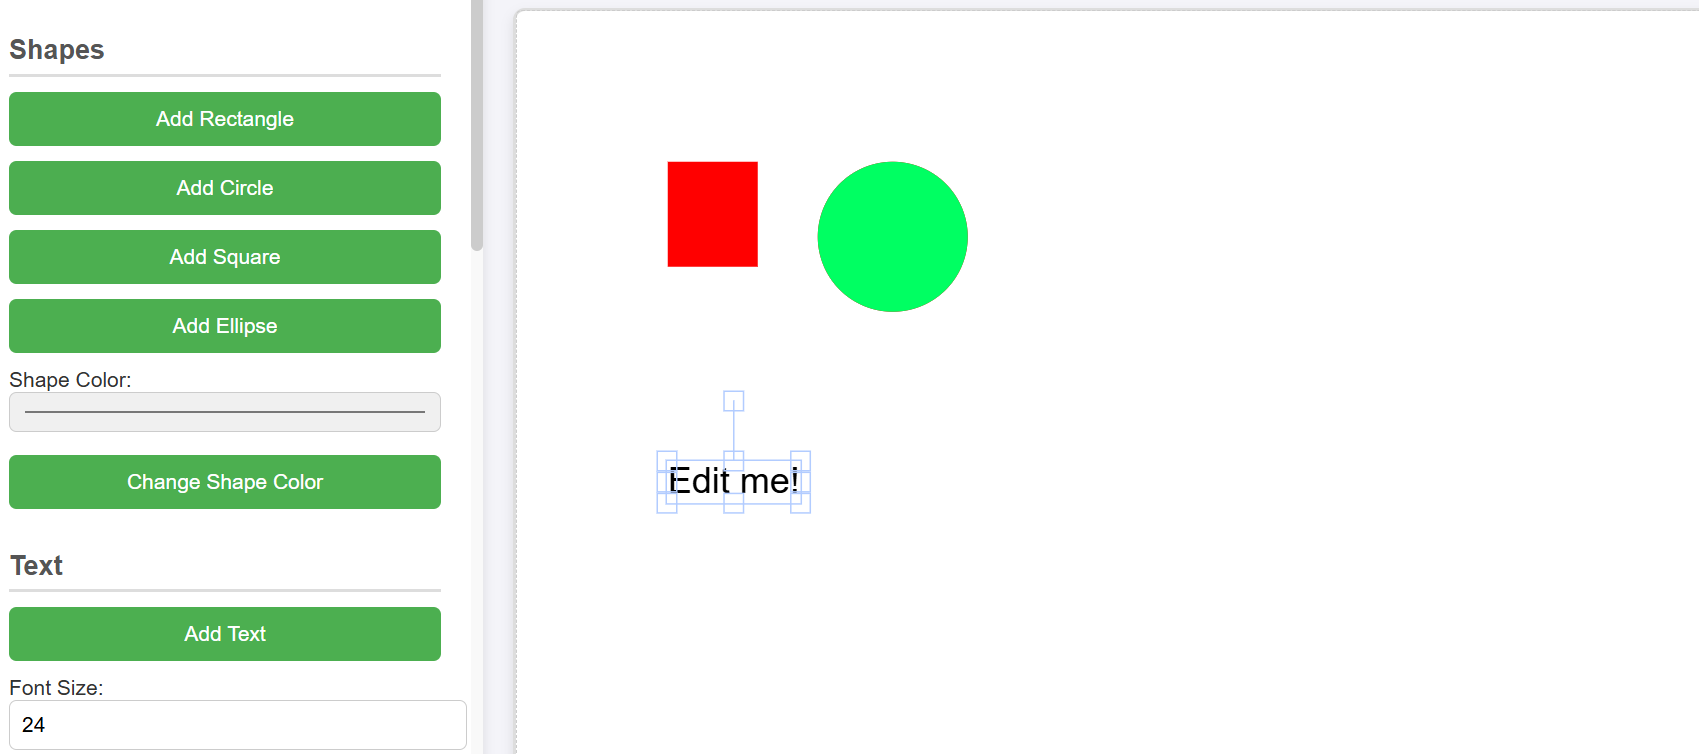 Shapes
Add Rectangle
Add Circle
Add Square
Add Ellipse
Shape Color:
Change Shape Color
Text
Add Text
Font Size:
24
Edit me!